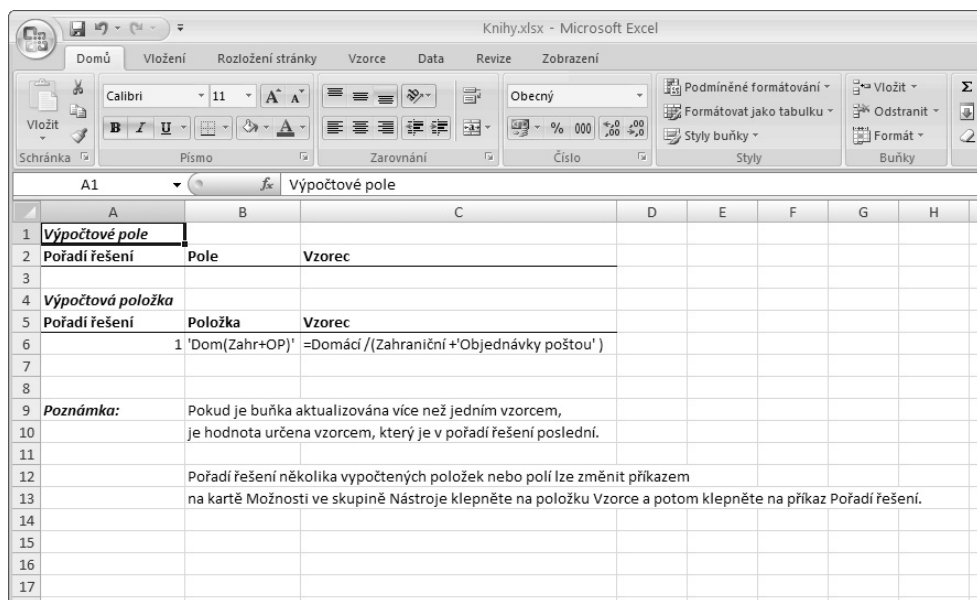 Knihy.xlsx - Microsoft Excel
Domů Vložení Rozložení stránky Vzorce Data Revize Zobrazení
Vložit
Schránka
Calibri 11 A A
B I U A
Písmo
Zarovnání
Obecný
% 000 ,0 ,00 ,00 ,0
Číslo
Podmíněné formátování
Formátovat jako tabulku
Styly buňky
Styly
Vložit
Odstranit
Formát
Buňky
Σ
A1 fx Výpočtové pole
A B C D E F G H
1 Výpočtové pole
2 Pořadí řešení Pole Vzorec
3
4 Výpočtová položka
5 Pořadí řešení Položka Vzorec
6 1 'Dom(Zahr+OP)' =Domácí /(Zahraniční +'Objednávky poštou' )
7
8
9 Poznámka: Pokud je buňka aktualizována více než jedním vzorcem,
10 je hodnota určena vzorcem, který je v pořadí řešení poslední.
11
12 Pořadí řešení několika vypočtených položek nebo polí lze změnit příkazem
13 na kartě Možnosti ve skupině Nástroje klepněte na položku Vzorce a potom klepněte na příkaz Pořadí řešení.
14
15
16
17